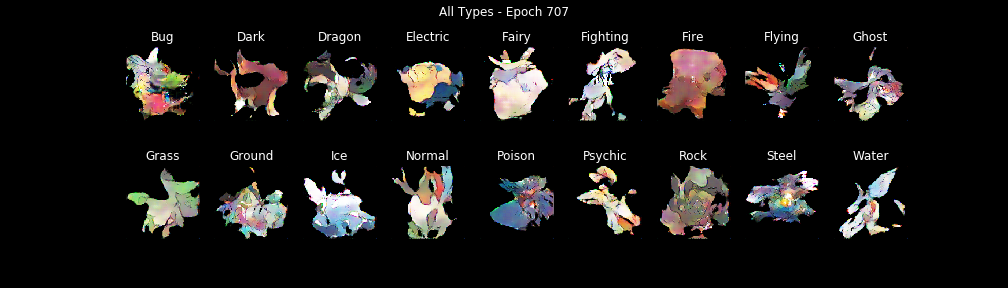 All Types - Epoch 707
Bug Dark Dragon Electric Fairy Fighting Fire Flying Ghost
Grass Ground Ice Normal Poison Psychic Rock Steel Water